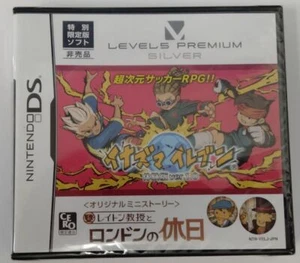 特別
限定版
ソフト
非売品
LEVEL5 PREMIUM
SILVER
NINTENDO DS
超次元サッカーRPG!!
イナズマイレブン
<オリジナルミニストーリー>
レイトン教授と
ロンドンの休日
CERO